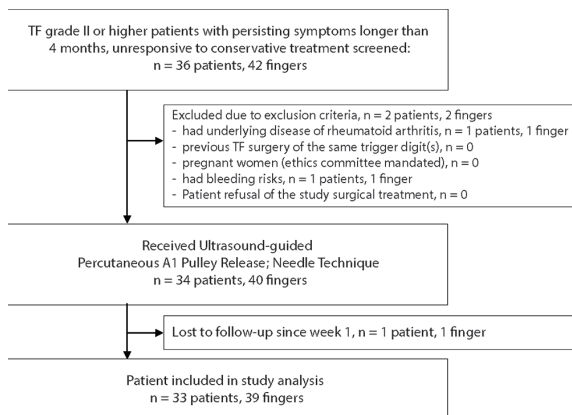 TF grade II or higher patients with persisting symptoms longer than
4 months, unresponsive to conservative treatment screened:
n = 36 patients, 42 fingers
Excluded due to exclusion criteria, n = 2 patients, 2 fingers
- had underlying disease of rheumatoid arthritis, n = 1 patients, 1 finger
- previous TF surgery of the same trigger digit(s), n = 0
- pregnant women (ethics committee mandated), n = 0
- had bleeding risks, n = 1 patients, 1 finger
- Patient refusal of the study surgical treatment, n = 0
Received Ultrasound-guided
Percutaneous A1 Pulley Release; Needle Technique
n = 34 patients, 40 fingers
Lost to follow-up since week 1, n = 1 patient, 1 finger
Patient included in study analysis
n = 33 patients, 39 fingers